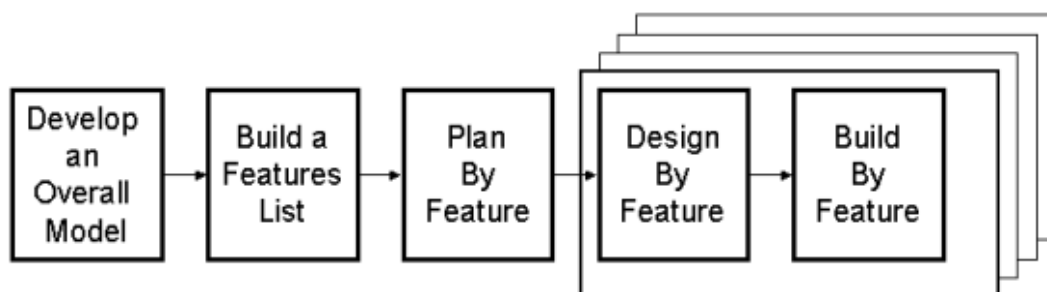 Develop
an
Overall
Model
Build a
Features
List
Plan
By
Feature
Design
By
Feature
Build
By
Feature